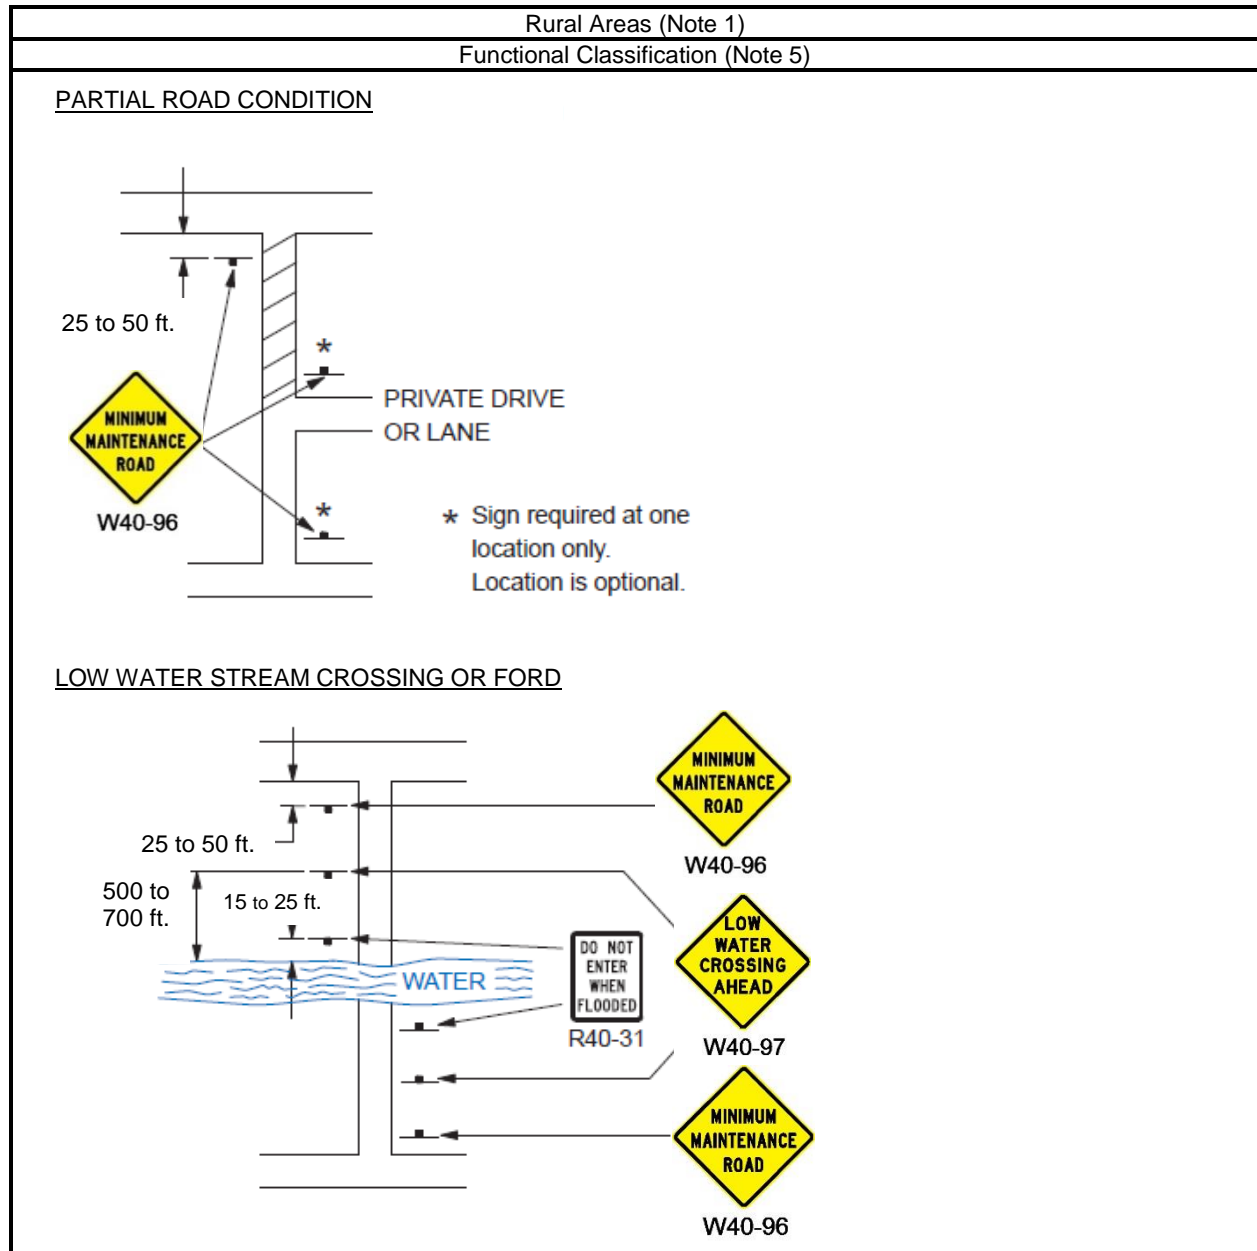 Rural Areas (Note 1)
Functional Classification (Note 5)
PARTIAL ROAD CONDITION
25 to 50 ft.
MINIMUM
MAINTENANCE
ROAD
W40-96
*
PRIVATE DRIVE
OR LANE
*
* Sign required at one
location only.
Location is optional.
LOW WATER STREAM CROSSING OR FORD
25 to 50 ft.
500 to
700 ft.
15 to 25 ft.
WATER
MINIMUM
MAINTENANCE
ROAD
W40-96
DO NOT
ENTER
WHEN
FLOODED
R40-31
LOW
WATER
CROSSING
AHEAD
W40-97
MINIMUM
MAINTENANCE
ROAD
W40-96